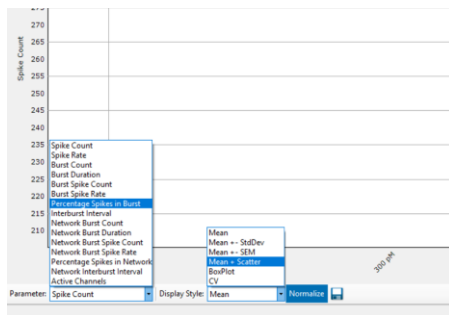 275
270
265
260
255
250
245
240
235
230
225
220
215
210
Spike Count
Spike Count
Spike Rate
Burst Count
Burst Duration
Burst Spike Count
Burst Spike Rate
Percentage Spikes in Burst
Interburst Interval
Network Burst Count
Network Burst Duration
Network Burst Spike Count
Network Burst Spike Rate
Percentage Spikes in Network
Network Interburst Interval
Active Channels
Mean
Mean +- StdDev
Mean +- SEM
Mean + Scatter
BoxPlot
CV
300 pM
Parameter: Spike Count Display Style: Mean Normalize